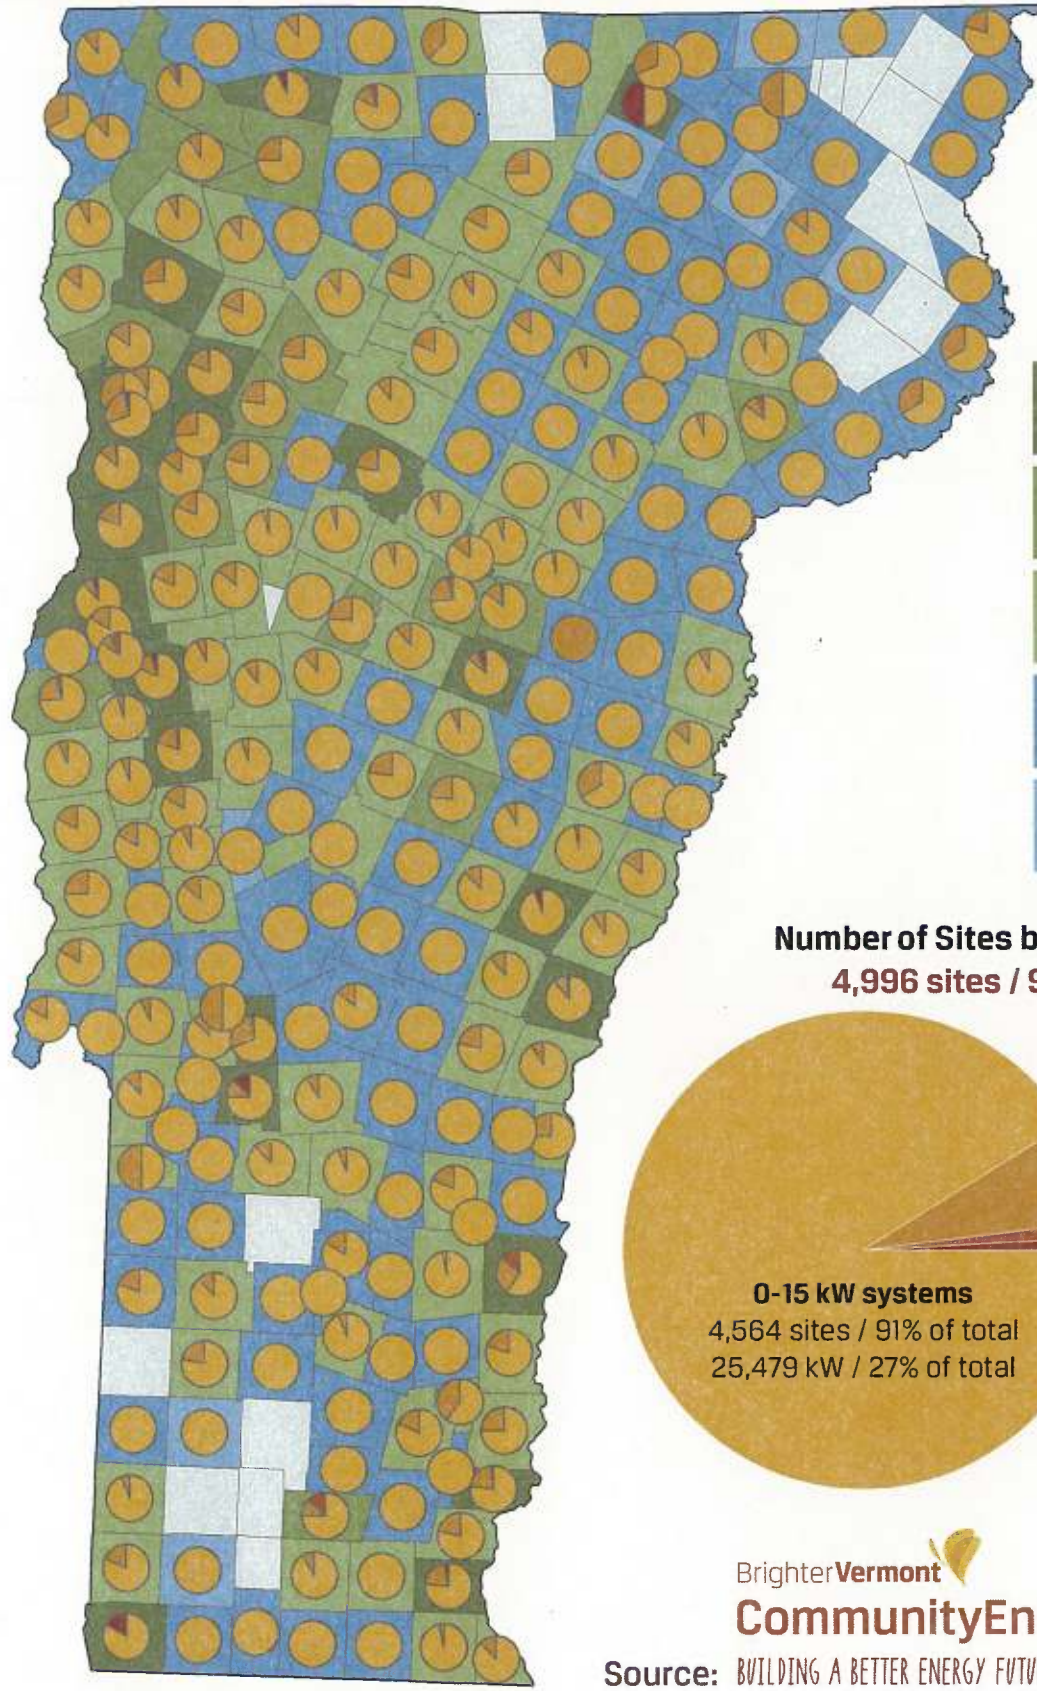 Number of Sites b
4,996 sites / 9
0-15 kW systems
4,564 sites / 91% of total
25,479 kW / 27% of total
BrighterVermont
CommunityEn
Source: BUILDING A BETTER ENERGY FUTU